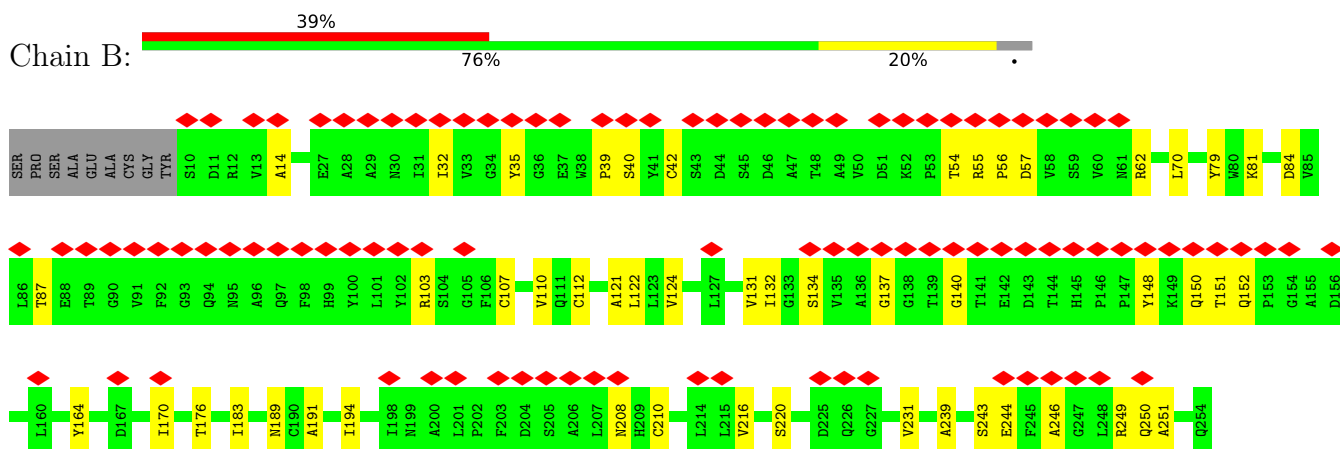 39%
Chain B:
76% 20% •
SER PRO SER ALA GLU ALA CYS GLY TYR S10 D11 R12 V13 A14 E27 A28 A29 N30 I31 I32 V33 G34 Y35 G36 E37 W38 P39 S40 Y41 C42 S43 D44 S45 D46 A47 T48 A49 V50 D51 K52 P53 T54 R55 P56 D57 V58 S59 V60 N61 R62 L70 Y79 W80 K81 D84 V85
L86 T87 E88 T89 G90 V91 F92 G93 Q94 N95 A96 Q97 F98 H99 Y100 L101 Y102 R103 S104 G105 F106 C107 V110 Q111 C112 A121 L122 L123 V124 L127 V131 I132 G133 S134 V135 A136 G137 G138 T139 G140 T141 E142 D143 T144 H145 P146 P147 Y148 K149 Q150 T151 Q152 P153 G154 A155 D156
L160 Y164 D167 I170 T176 I183 N189 C190 A191 I194 I198 N199 A200 L201 P202 F203 D204 S205 A206 L207 N208 H209 C210 L214 L215 V216 S220 D225 Q226 G227 V231 A239 S243 E244 F245 A246 G247 L248 R249 Q250 A251 Q254